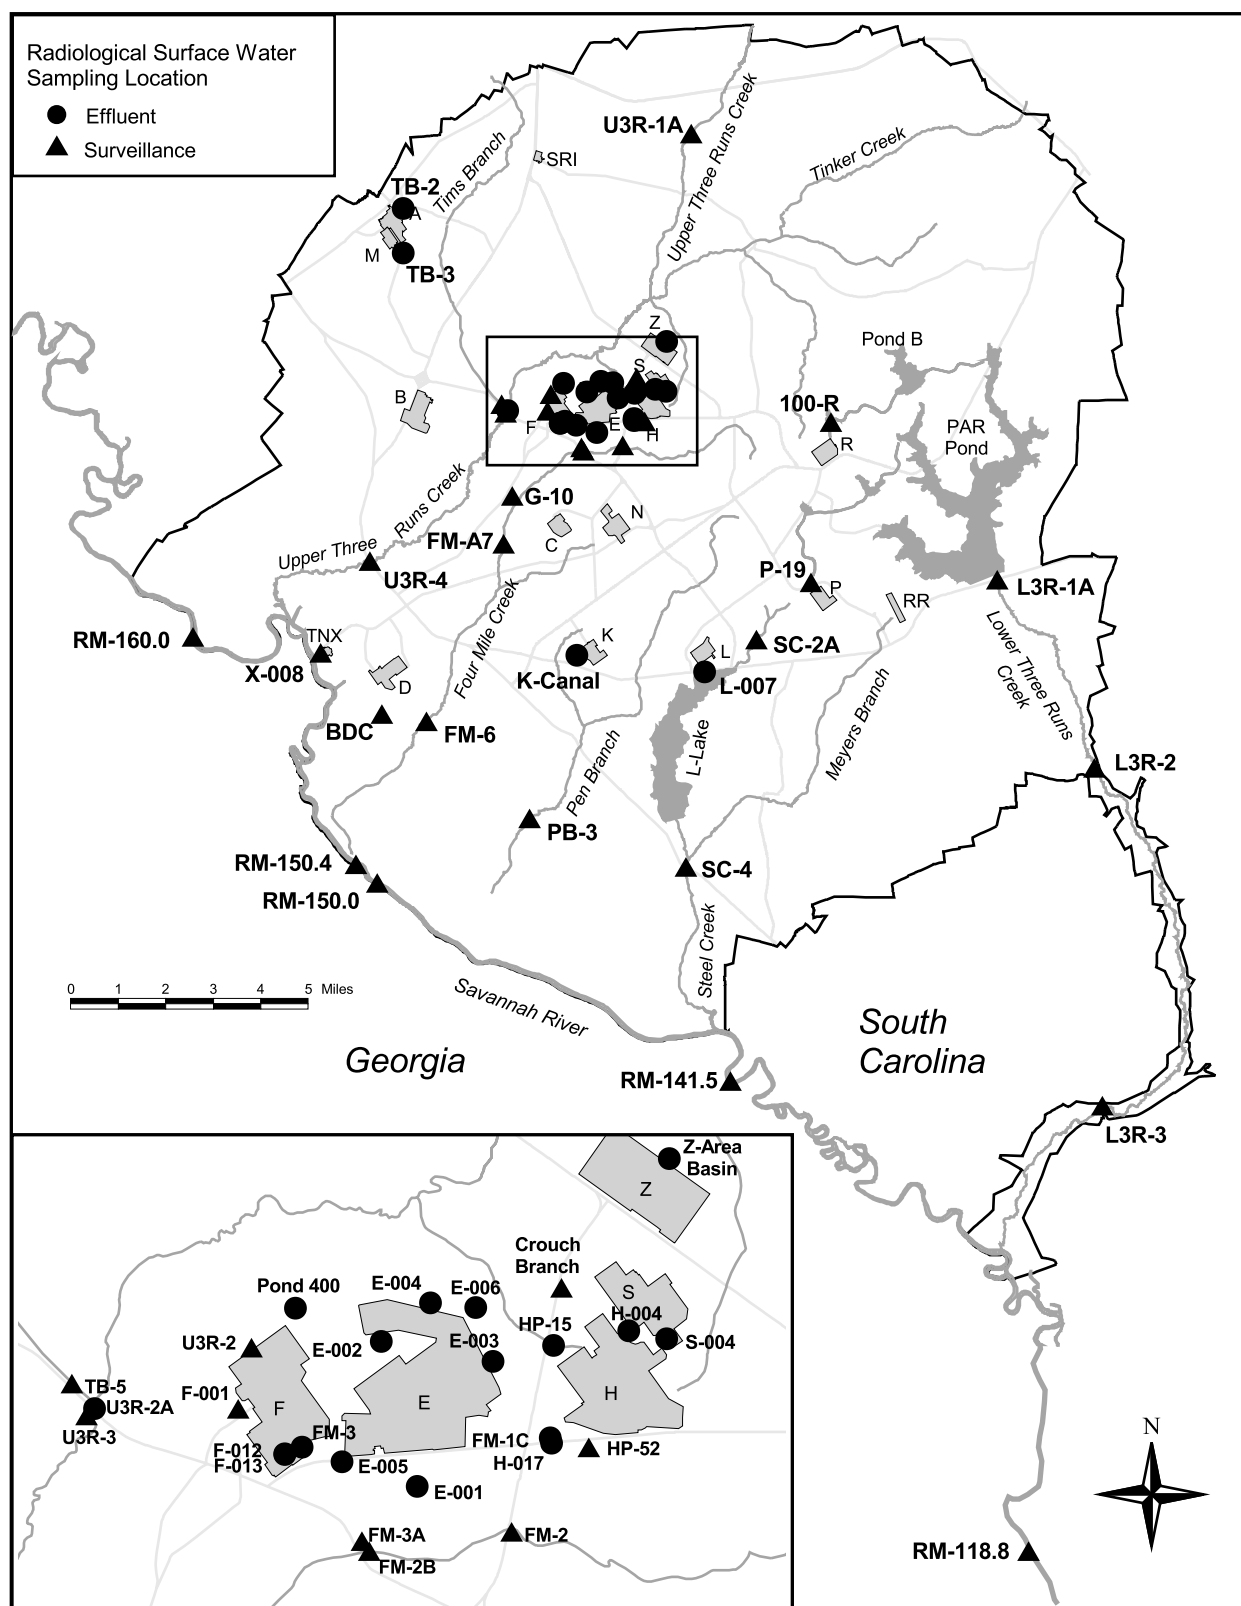 Radiological Surface Water
Sampling Location
Effluent
Surveillance
U3R-1A
Upper Three Runs Creek
Tinker Creek
Tims Branch
SRI
TB-2
A
M
TB-3
Z
S
Pond B
B
100-R
F
E
H
R
PAR
Pond
G-10
N
Runs Creek
FM-A7
C
Upper Three
U3R-4
P-19
P
RR
L3R-1A
RM-160.0
TNX
X-008
D
Four Mile Creek
K
K-Canal
L
SC-2A
L-007
Lower Three Runs
Creek
BDC
FM-6
L-Lake
Meyers Branch
L3R-2
Pen Branch
PB-3
RM-150.4
RM-150.0
SC-4
Steel Creek
0 1 2 3 4 5 Miles
Savannah River
Georgia
South
Carolina
RM-141.5
L3R-3
Z-Area
Basin
Z
Crouch
Branch
Pond 400
E-004
E-006
S
H-004
HP-15
S-004
U3R-2
E-002
E-003
TB-5
F-001
U3R-2A
F
E
H
U3R-3
FM-3
F-012
F-013
E-005
FM-1C
H-017
HP-52
E-001
FM-3A
FM-2
FM-2B
N
RM-118.8